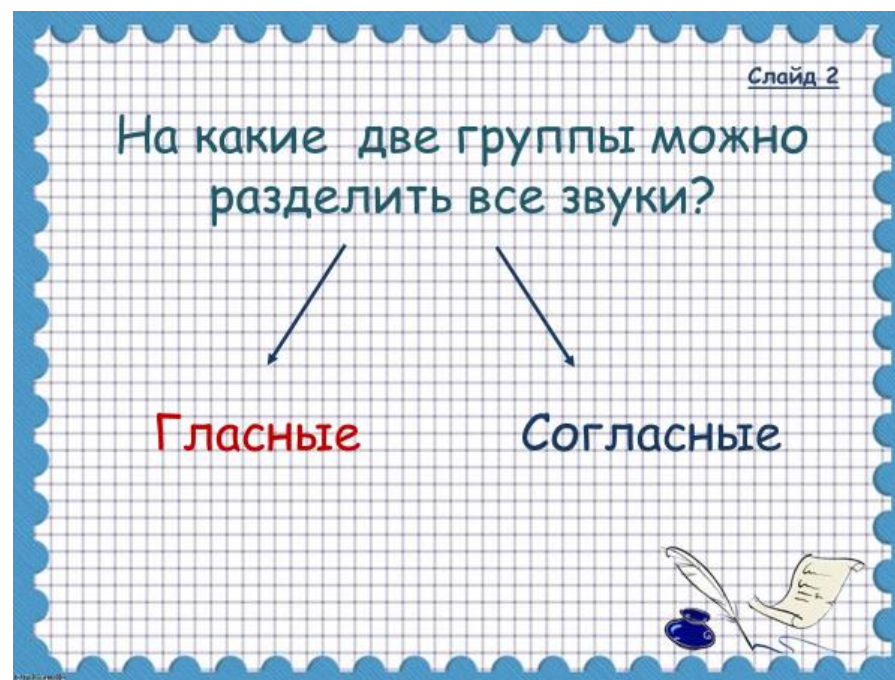 Слайд 2
На какие две группы можно
разделить все звуки?
Гласные
Согласные